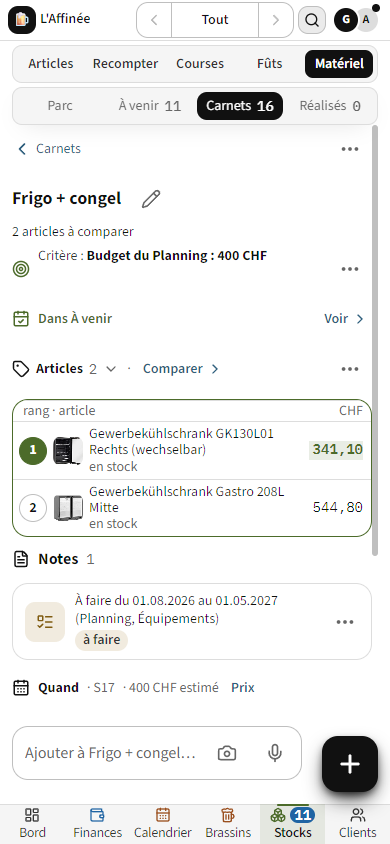 L'Affinée
Tout
G
A
Articles
Recompter
Courses
Fûts
Matériel
Parc
À venir 11
Carnets 16
Réalisés 0
Carnets
Frigo + congel
2 articles à comparer
Critère : Budget du Planning : 400 CHF
Dans À venir
Voir
Articles 2 · Comparer
rang · article
CHF
1
Gewerbekühlschrank GK130L01
Rechts (wechselbar)
en stock
341,10
2
Gewerbekühlschrank Gastro 208L
Mitte
en stock
544,80
Notes 1
À faire du 01.08.2026 au 01.05.2027
(Planning, Équipements)
à faire
Quand · S17 · 400 CHF estimé Prix
Ajouter à Frigo + congel…
Bord
Finances
Calendrier
Brassins
11
Stocks
Clients